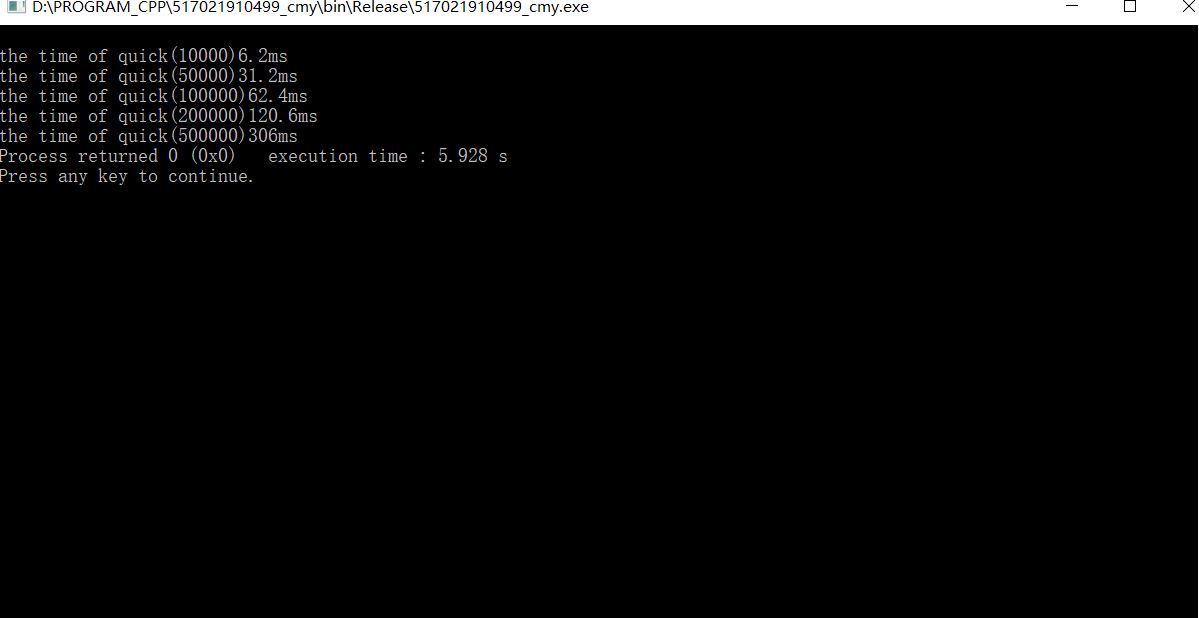 D:\PROGRAM_CPP\517021910499_cmy\bin\Release\517021910499_cmy.exe
the time of quick(10000)6.2ms
the time of quick(50000)31.2ms
the time of quick(100000)62.4ms
the time of quick(200000)120.6ms
the time of quick(500000)306ms
Process returned 0 (0x0)   execution time : 5.928 s
Press any key to continue.